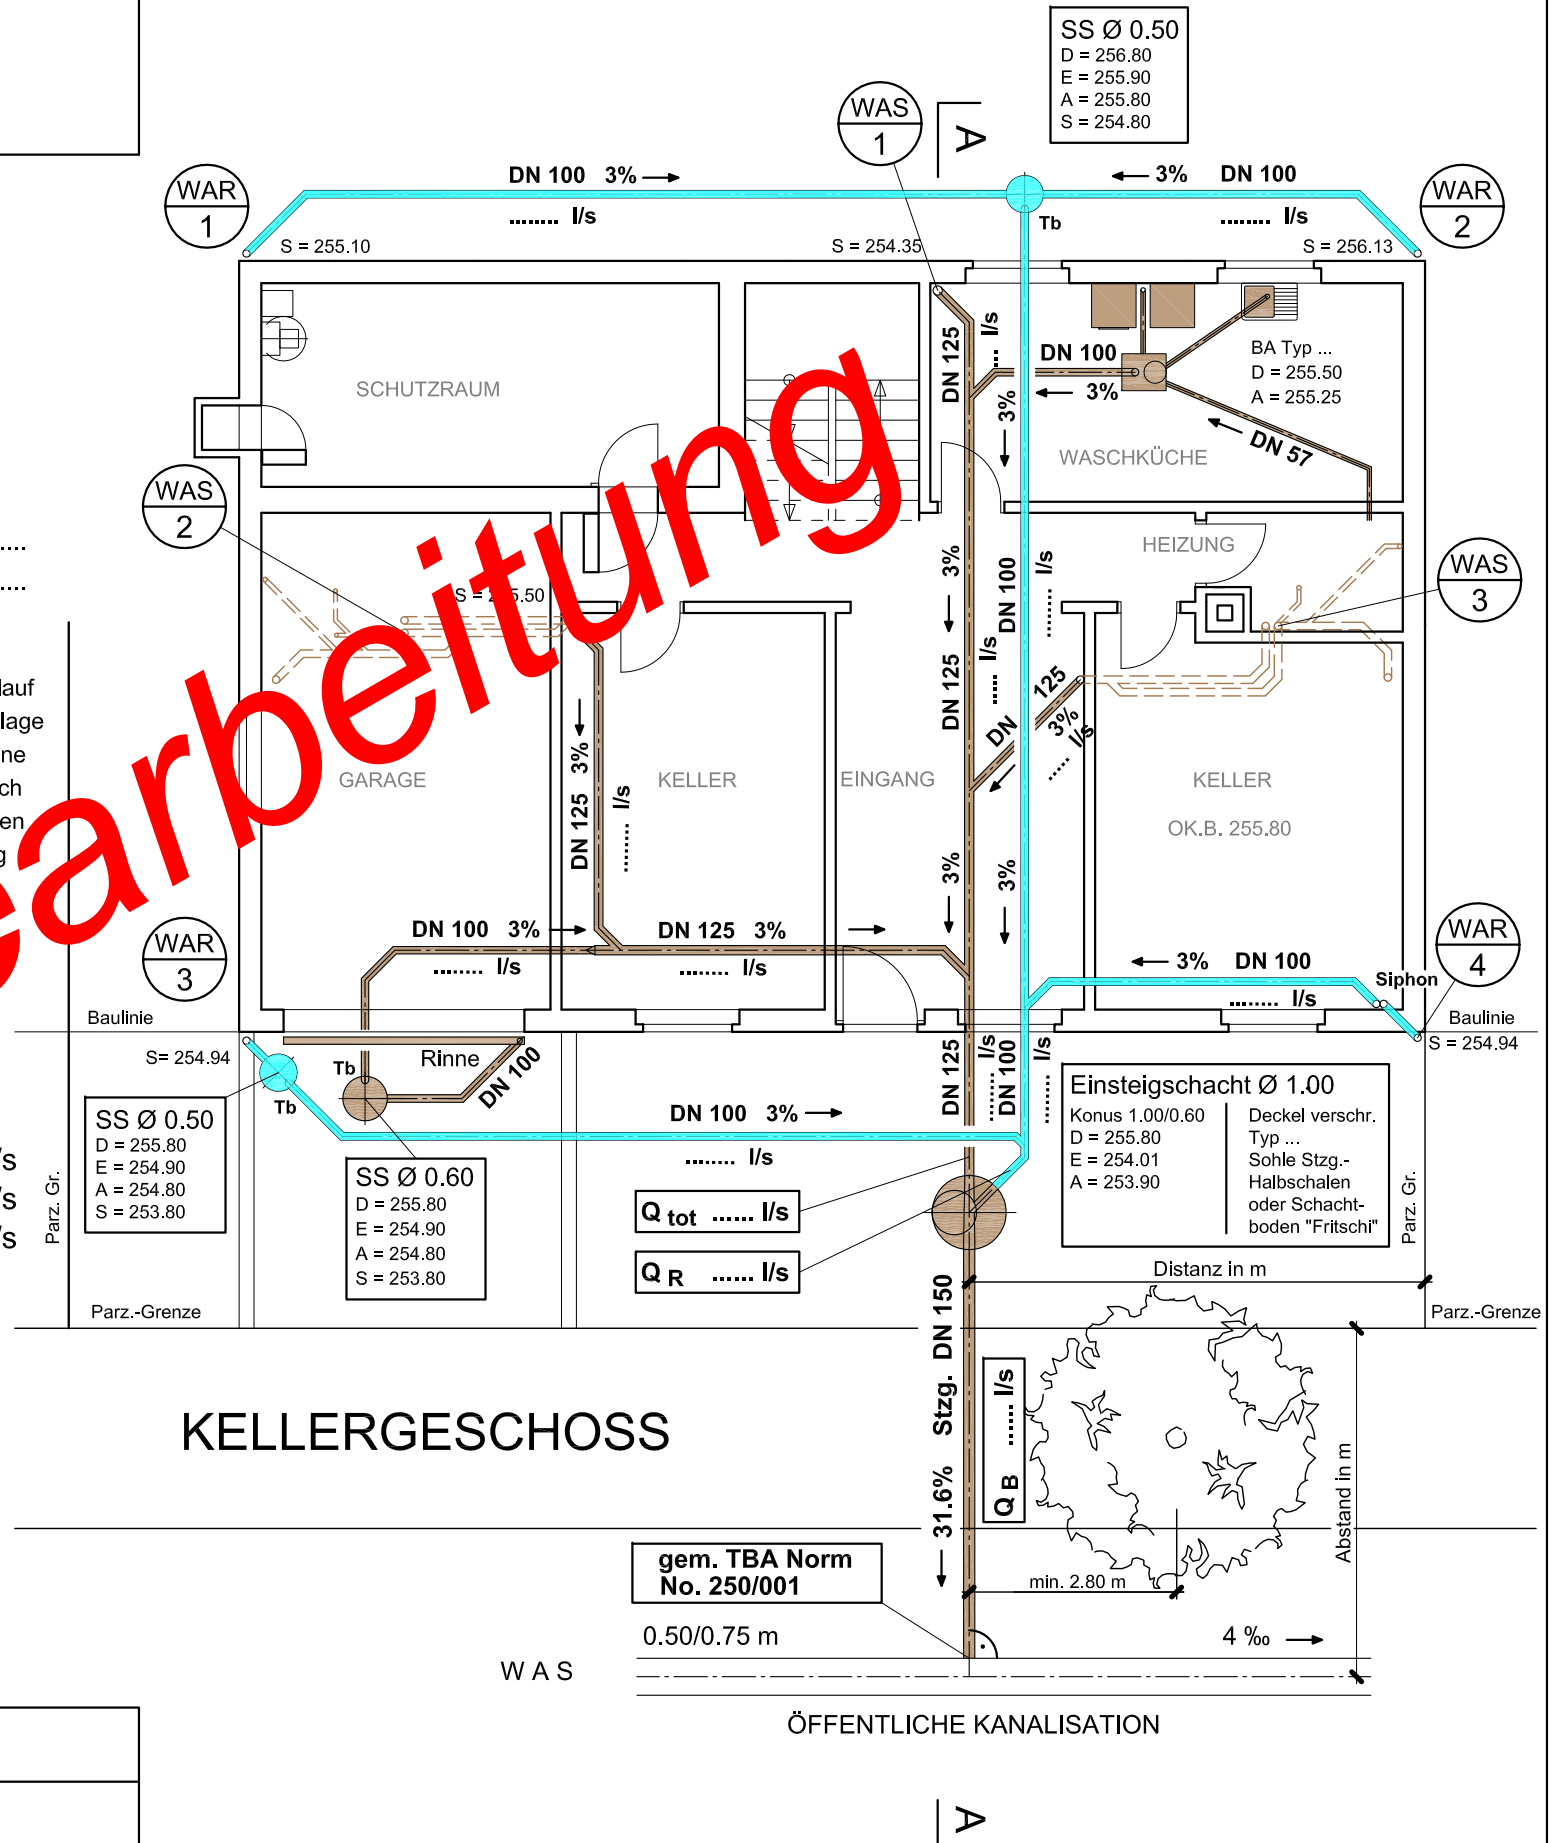 SS Ø 0.50
D = 256.80
E = 255.90
A = 255.80
S = 254.80
WAS
1
A
DN 100 3%
3% DN 100
WAR
1
WAR
2
........ l/s
Tb
........ l/s
S = 255.10
S = 254.35
S = 256.13
DN 125
.... l/s
DN 100
3%
3%
BA Typ ...
D = 255.50
A = 255.25
DN 57
SCHUTZRAUM
WASCHKÜCHE
WAS
2
HEIZUNG
WAS
3
S = 255.50
3%
DN 100
........ l/s
DN 125
...... l/s
DN 125
3%
..... l/s
lauf
lage
ne
ch
en
g
earbeitung
GARAGE
3%
DN 125
........ l/s
KELLER
EINGANG
KELLER
OK.B. 255.80
3%
3%
WAR
3
DN 100 3%
........ l/s
DN 125 3%
........ l/s
3% DN 100
........ l/s
Siphon
WAR
4
Baulinie
Baulinie
S= 254.94
S = 254.94
Rinne
Tb
DN 100
Tb
DN 125
........ l/s
DN 100
........ l/s
DN 100 3%
........ l/s
SS Ø 0.50
D = 255.80
E = 254.90
A = 254.80
S = 253.80
SS Ø 0.60
D = 255.80
E = 254.90
A = 254.80
S = 253.80
Einsteigschacht Ø 1.00
Konus 1.00/0.60
D = 255.80
E = 254.01
A = 253.90
Deckel verschr.
Typ ...
Sohle Stzg.-
Halbschalen
oder Schacht-
boden "Fritschi"
/s
/s
/s
Parz. Gr.
Parz. Gr.
Q tot ...... l/s
Q R ...... l/s
Distanz in m
Parz.-Grenze
Parz.-Grenze
31.6% Stzg. DN 150
Q B ...... l/s
KELLERGESCHOSS
Abstand in m
gem. TBA Norm
No. 250/001
min. 2.80 m
0.50/0.75 m
4 ‰
W A S
ÖFFENTLICHE KANALISATION
A